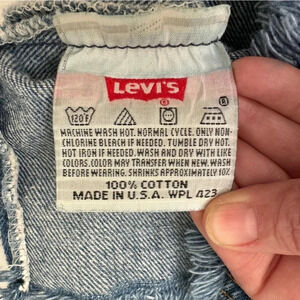 LEVI'S
®
120F
MACHINE WASH HOT. NORMAL CYCLE. ONLY NON-
CHLORINE BLEACH IF NEEDED. TUMBLE DRY HOT.
HOT IRON IF NEEDED. WASH AND DRY WITH LIKE
COLORS. COLOR MAY TRANSFER WHEN NEW. WASH
BEFORE WEARING. SHRINKS APPROXIMATELY 10%
100% COTTON
MADE IN U.S.A. WPL 423